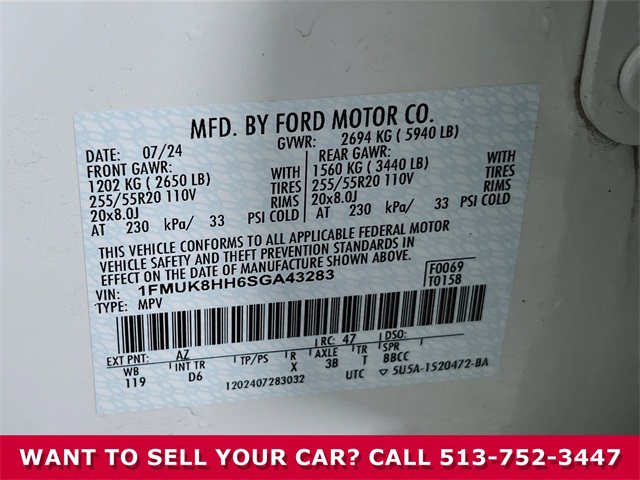 MFD. BY FORD MOTOR CO.
DATE: 07/24 GVWR: 2694 KG ( 5940 LB)
FRONT GAWR: REAR GAWR:
1202 KG ( 2650 LB) WITH 1560 KG ( 3440 LB) WITH
255/55R20 110V TIRES 255/55R20 110V TIRES
20x8.0J RIMS 20x8.0J RIMS
AT 230 kPa/ 33 PSI COLD AT 230 kPa/ 33 PSI COLD
THIS VEHICLE CONFORMS TO ALL APPLICABLE FEDERAL MOTOR
VEHICLE SAFETY AND THEFT PREVENTION STANDARDS IN
EFFECT ON THE DATE OF MANUFACTURE SHOWN ABOVE.
VIN: 1FMUK8HH6SGA43283 F0069
TYPE: MPV T0158
EXT PNT: AZ RC: 47 DSO:
WB INT TR TP/PS R AXLE TR SPR
119 D6 X 3B T BBCC
1202407283032 UTC ▽ 5U5A-1520472-BA
WANT TO SELL YOUR CAR? CALL 513-752-3447